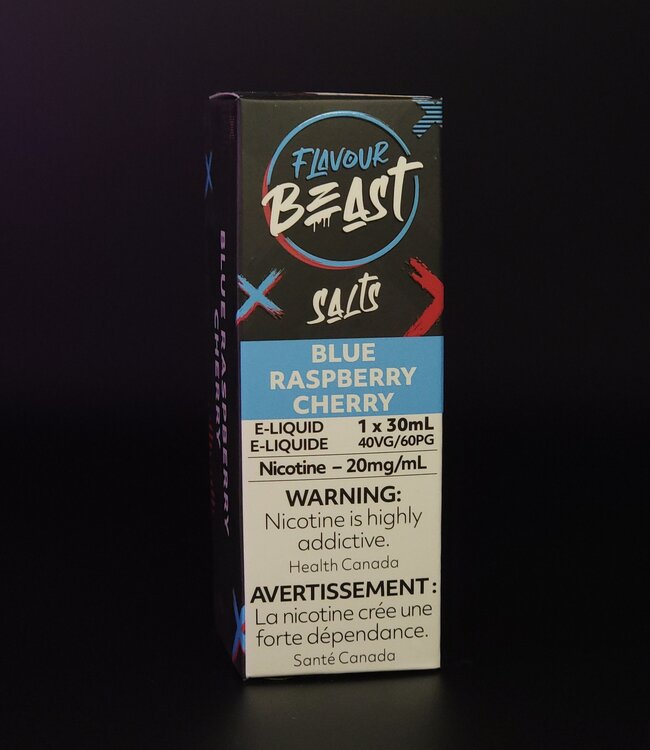 FLAVOUR
BEAST
SALTS
BLUE
RASPBERRY
CHERRY
E-LIQUID 1 x 30mL
E-LIQUIDE 40VG/60PG
Nicotine – 20mg/mL
WARNING:
Nicotine is highly
addictive.
Health Canada
AVERTISSEMENT :
La nicotine crée une
forte dépendance.
Santé Canada
BLUE RASPBERRY
CHERRY